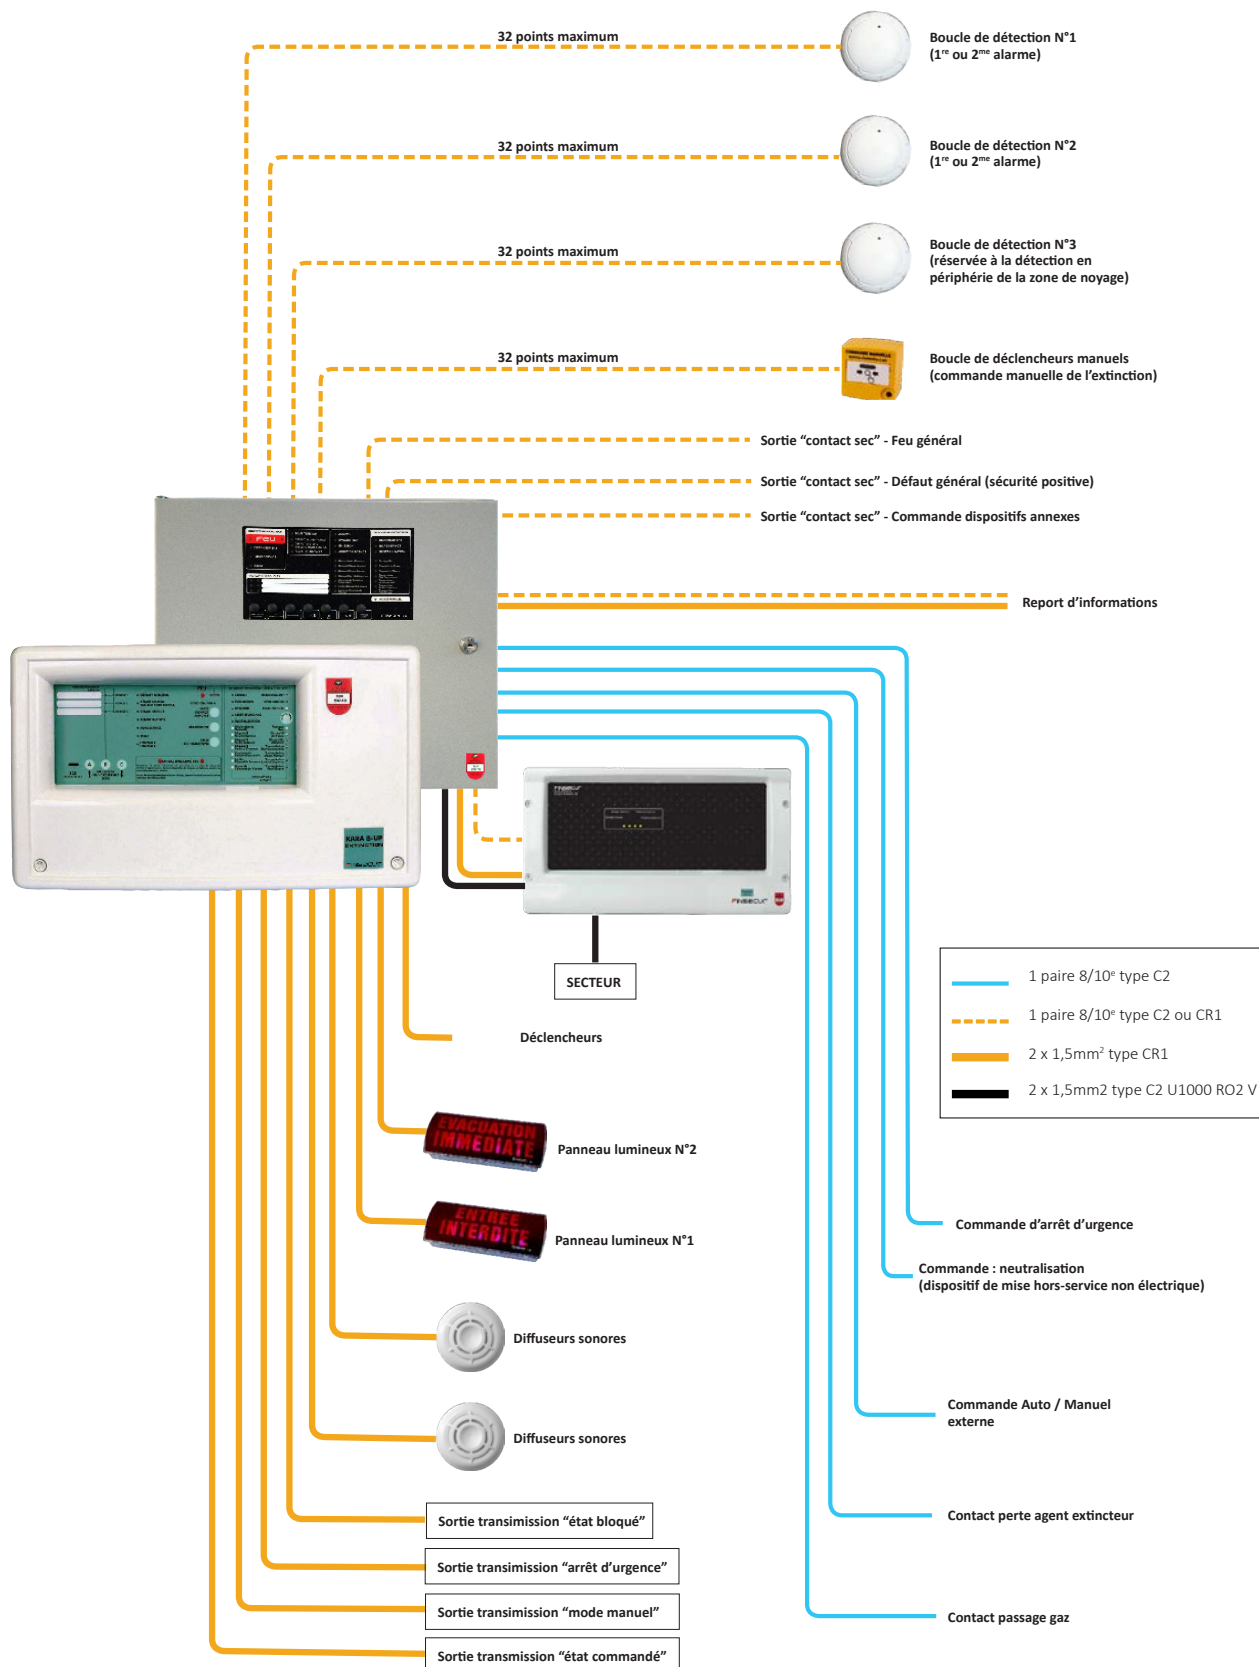 32 points maximum
Boucle de détection N°1
(1re ou 2me alarme)
32 points maximum
Boucle de détection N°2
(1re ou 2me alarme)
32 points maximum
Boucle de détection N°3
(réservée à la détection en
périphérie de la zone de noyage)
32 points maximum
Boucle de déclencheurs manuels
(commande manuelle de l’extinction)
Sortie “contact sec” - Feu général
Sortie “contact sec” - Défaut général (sécurité positive)
Sortie “contact sec” - Commande dispositifs annexes
FEU
Report d’informations
KARA S-UP
EXTINCTION
FINSECUR
SECTEUR
1 paire 8/10e type C2
1 paire 8/10e type C2 ou CR1
2 x 1,5mm2 type CR1
2 x 1,5mm2 type C2 U1000 RO2 V
Déclencheurs
EVACUATION
IMMEDIATE
Panneau lumineux N°2
ENTREE
INTERDITE
Panneau lumineux N°1
Commande d’arrêt d’urgence
Commande : neutralisation
(dispositif de mise hors-service non électrique)
Diffuseurs sonores
Commande Auto / Manuel
externe
Diffuseurs sonores
Contact perte agent extincteur
Sortie transimission “état bloqué”
Sortie transimission “arrêt d’urgence”
Sortie transimission “mode manuel”
Contact passage gaz
Sortie transmission “état commandé”